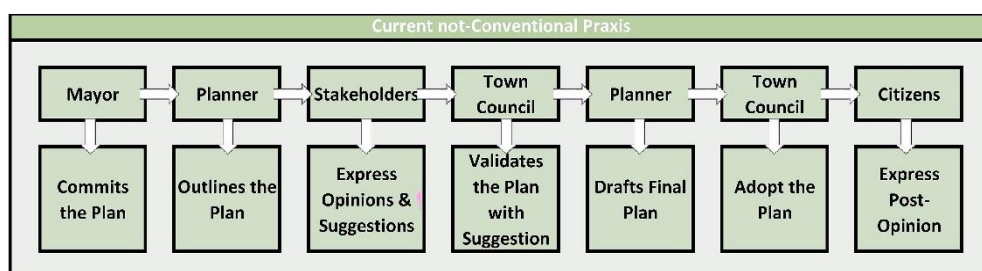 Current not-Conventional Praxis
Mayor
Planner
Stakeholders
Town
Council
Planner
Town
Council
Citizens
Commits
the Plan
Outlines the
Plan
Express
Opinions &
Suggestions
Validates
the Plan
with
Suggestion
Drafts Final
Plan
Adopt the
Plan
Express
Post-
Opinion